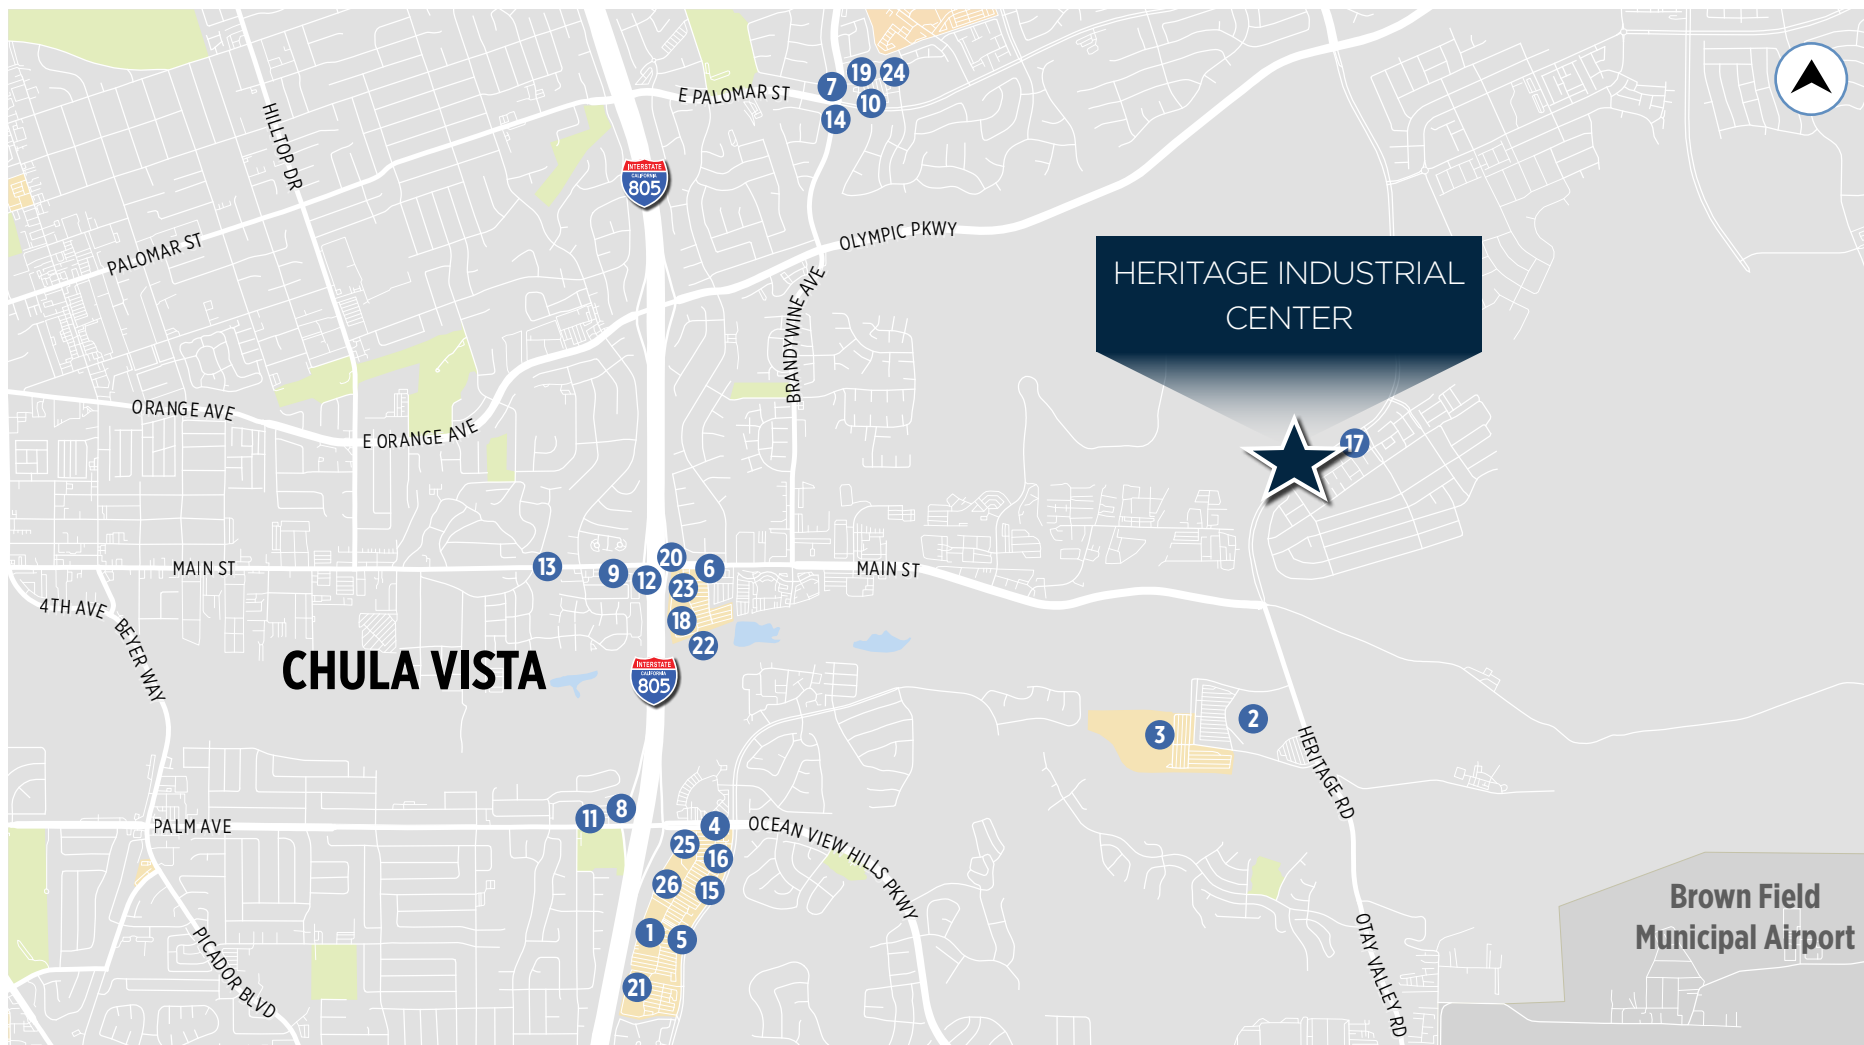 19
24
7
E PALOMAR ST
10
14
HILLTOP DR
INTERSTATE
CALIFORNIA
805
PALOMAR ST
OLYMPIC PKWY
HERITAGE INDUSTRIAL
CENTER
BRANDYWINE AVE
ORANGE AVE
E ORANGE AVE
17
MAIN ST
13
9
12
20
6
23
MAIN ST
4TH AVE
BEYER WAY
18
22
CHULA VISTA
INTERSTATE
CALIFORNIA
805
3
2
HERITAGE RD
11
8
PALM AVE
4
OCEAN VIEW HILLS PKWY
25
16
26
15
Brown Field
Municipal Airport
1
5
PICADOR BLVD
OTAY VALLEY RD
21